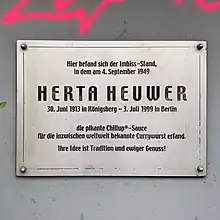 Hier befand sich der Imbiss-Stand,
in dem am 4. September 1949
HERTA HEUWER
30. Juni 1913 in Königsberg – 3. Juli 1999 in Berlin
die pikante Chillup®-Sauce
für die inzwischen weltweit bekannte Currywurst erfand.
Ihre Idee ist Tradition und ewiger Genuss!